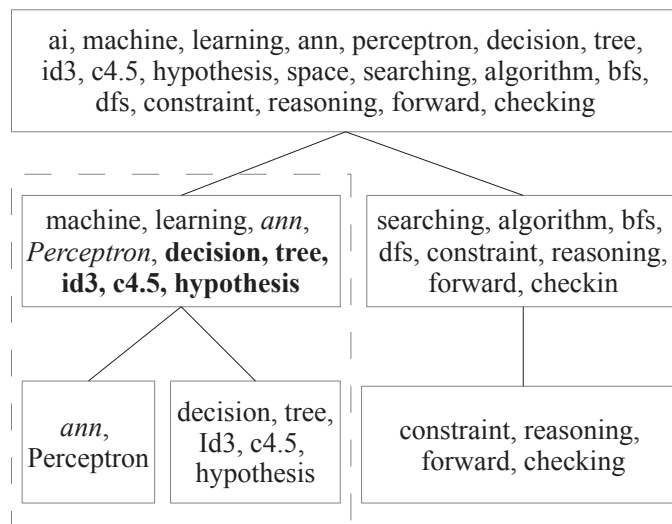 ai, machine, learning, ann, perceptron, decision, tree,
id3, c4.5, hypothesis, space, searching, algorithm, bfs,
dfs, constraint, reasoning, forward, checking
machine, learning, ann,
Perceptron, decision, tree,
id3, c4.5, hypothesis
searching, algorithm, bfs,
dfs, constraint, reasoning,
forward, checkin
ann,
Perceptron
decision, tree,
Id3, c4.5,
hypothesis
constraint, reasoning,
forward, checking